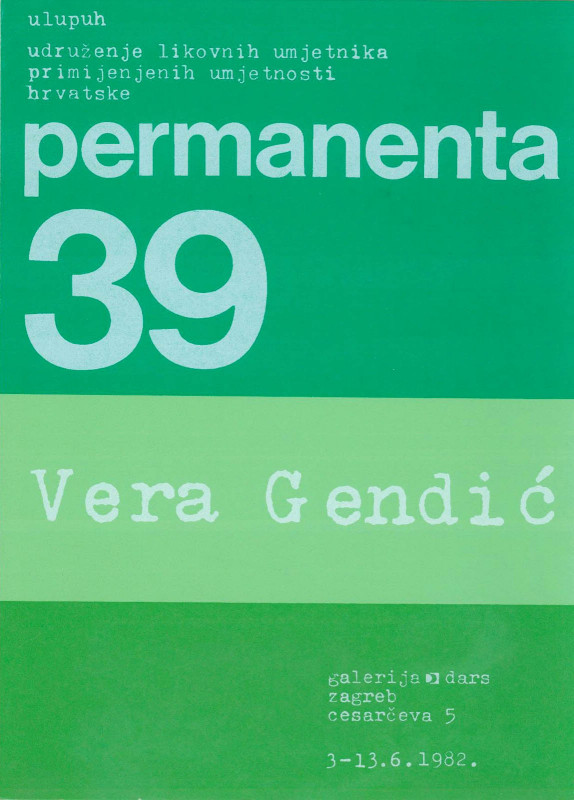 ulupuh
udruženje likovnih umjetnika
primijenjenih umjetnosti
hrvatske
permanenta
39
Vera Gendić
galerija dars
zagreb
cesarčeva 5
3-13.6.1982.